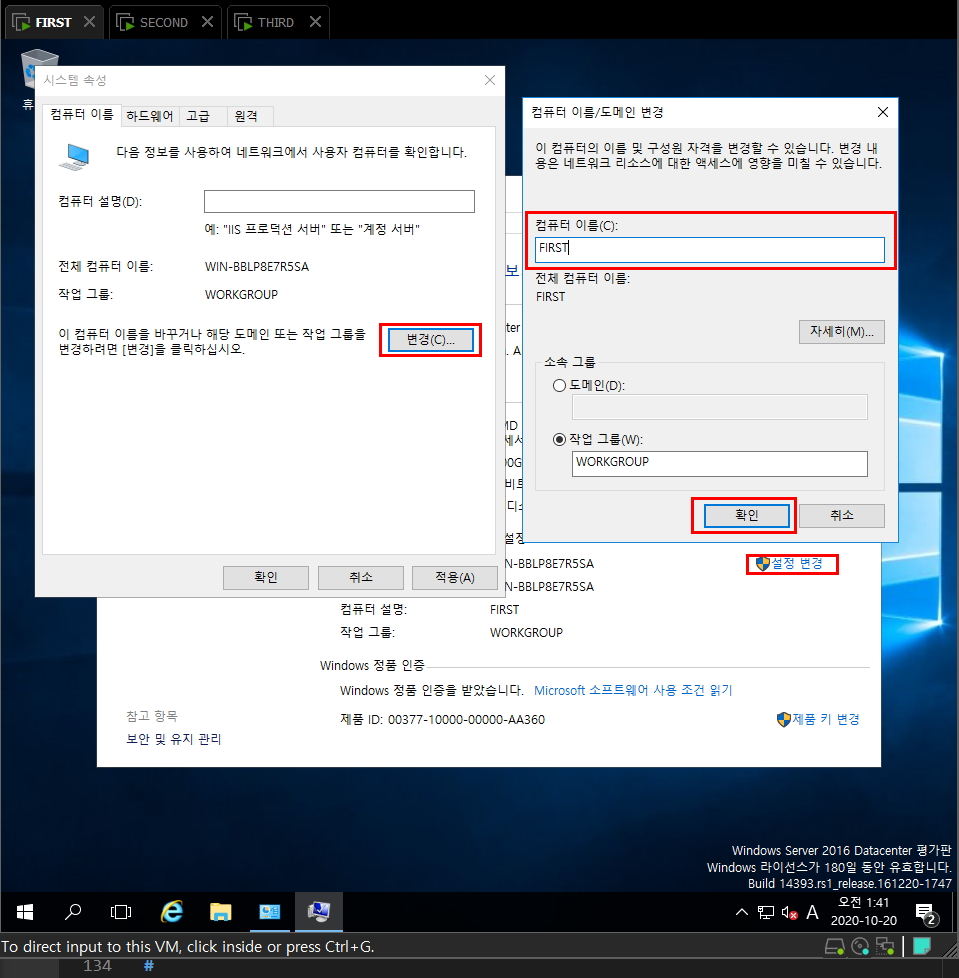 FIRST
SECOND
THIRD
휴
시스템 속성
컴퓨터 이름
하드웨어
고급
원격
다음 정보를 사용하여 네트워크에서 사용자 컴퓨터를 확인합니다.
컴퓨터 설명(D):
예: "IIS 프로덕션 서버" 또는 "계정 서버"
전체 컴퓨터 이름:
WIN-BBLP8E7R5SA
작업 그룹:
WORKGROUP
이 컴퓨터 이름을 바꾸거나 해당 도메인 또는 작업 그룹을
변경하려면 [변경]을 클릭하십시오.
변경(C)...
확인
취소
적용(A)
컴퓨터 이름/도메인 변경
이 컴퓨터의 이름 및 구성원 자격을 변경할 수 있습니다. 변경 내
용은 네트워크 리소스에 대한 액세스에 영향을 미칠 수 있습니다.
컴퓨터 이름(C):
FIRST
전체 컴퓨터 이름:
FIRST
자세히(M)...
소속 그룹
도메인(D):
작업 그룹(W):
WORKGROUP
확인
취소
보
ter
. A
MD
세서
00G
비트
디스
설정
N-BBLP8E7R5SA
설정 변경
N-BBLP8E7R5SA
컴퓨터 설명:
FIRST
작업 그룹:
WORKGROUP
Windows 정품 인증
Windows 정품 인증을 받았습니다.
Microsoft 소프트웨어 사용 조건 읽기
제품 ID: 00377-10000-00000-AA360
제품 키 변경
참고 항목
보안 및 유지 관리
Windows Server 2016 Datacenter 평가판
Windows 라이선스가 180일 동안 유효합니다.
Build 14393.rs1_release.161220-1747
A
오전 1:41
2020-10-20
2
To direct input to this VM, click inside or press Ctrl+G.
134 #